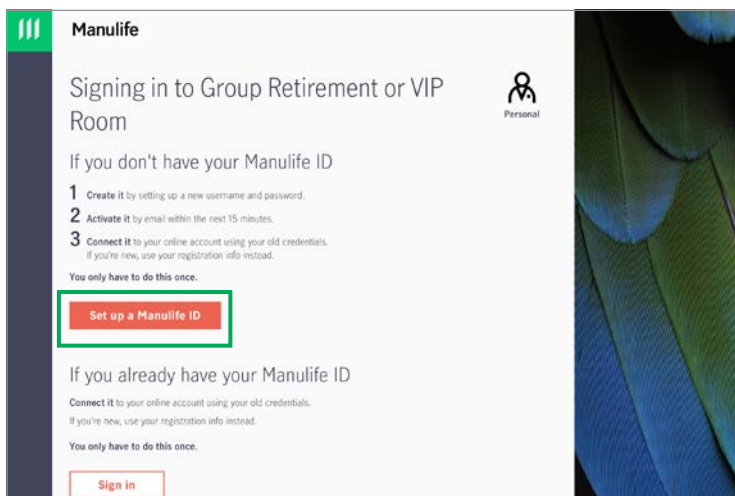 Manulife
Signing in to Group Retirement or VIP
Room
Personal
If you don't have your Manulife ID
1 Create it by setting up a new username and password.
2 Activate it by email within the next 15 minutes.
3 Connect it to your online account using your old credentials.
If you're new, use your registration info instead.
You only have to do this once.
Set up a Manulife ID
If you already have your Manulife ID
Connect it to your online account using your old credentials.
If you're new, use your registration info instead.
You only have to do this once.
Sign in